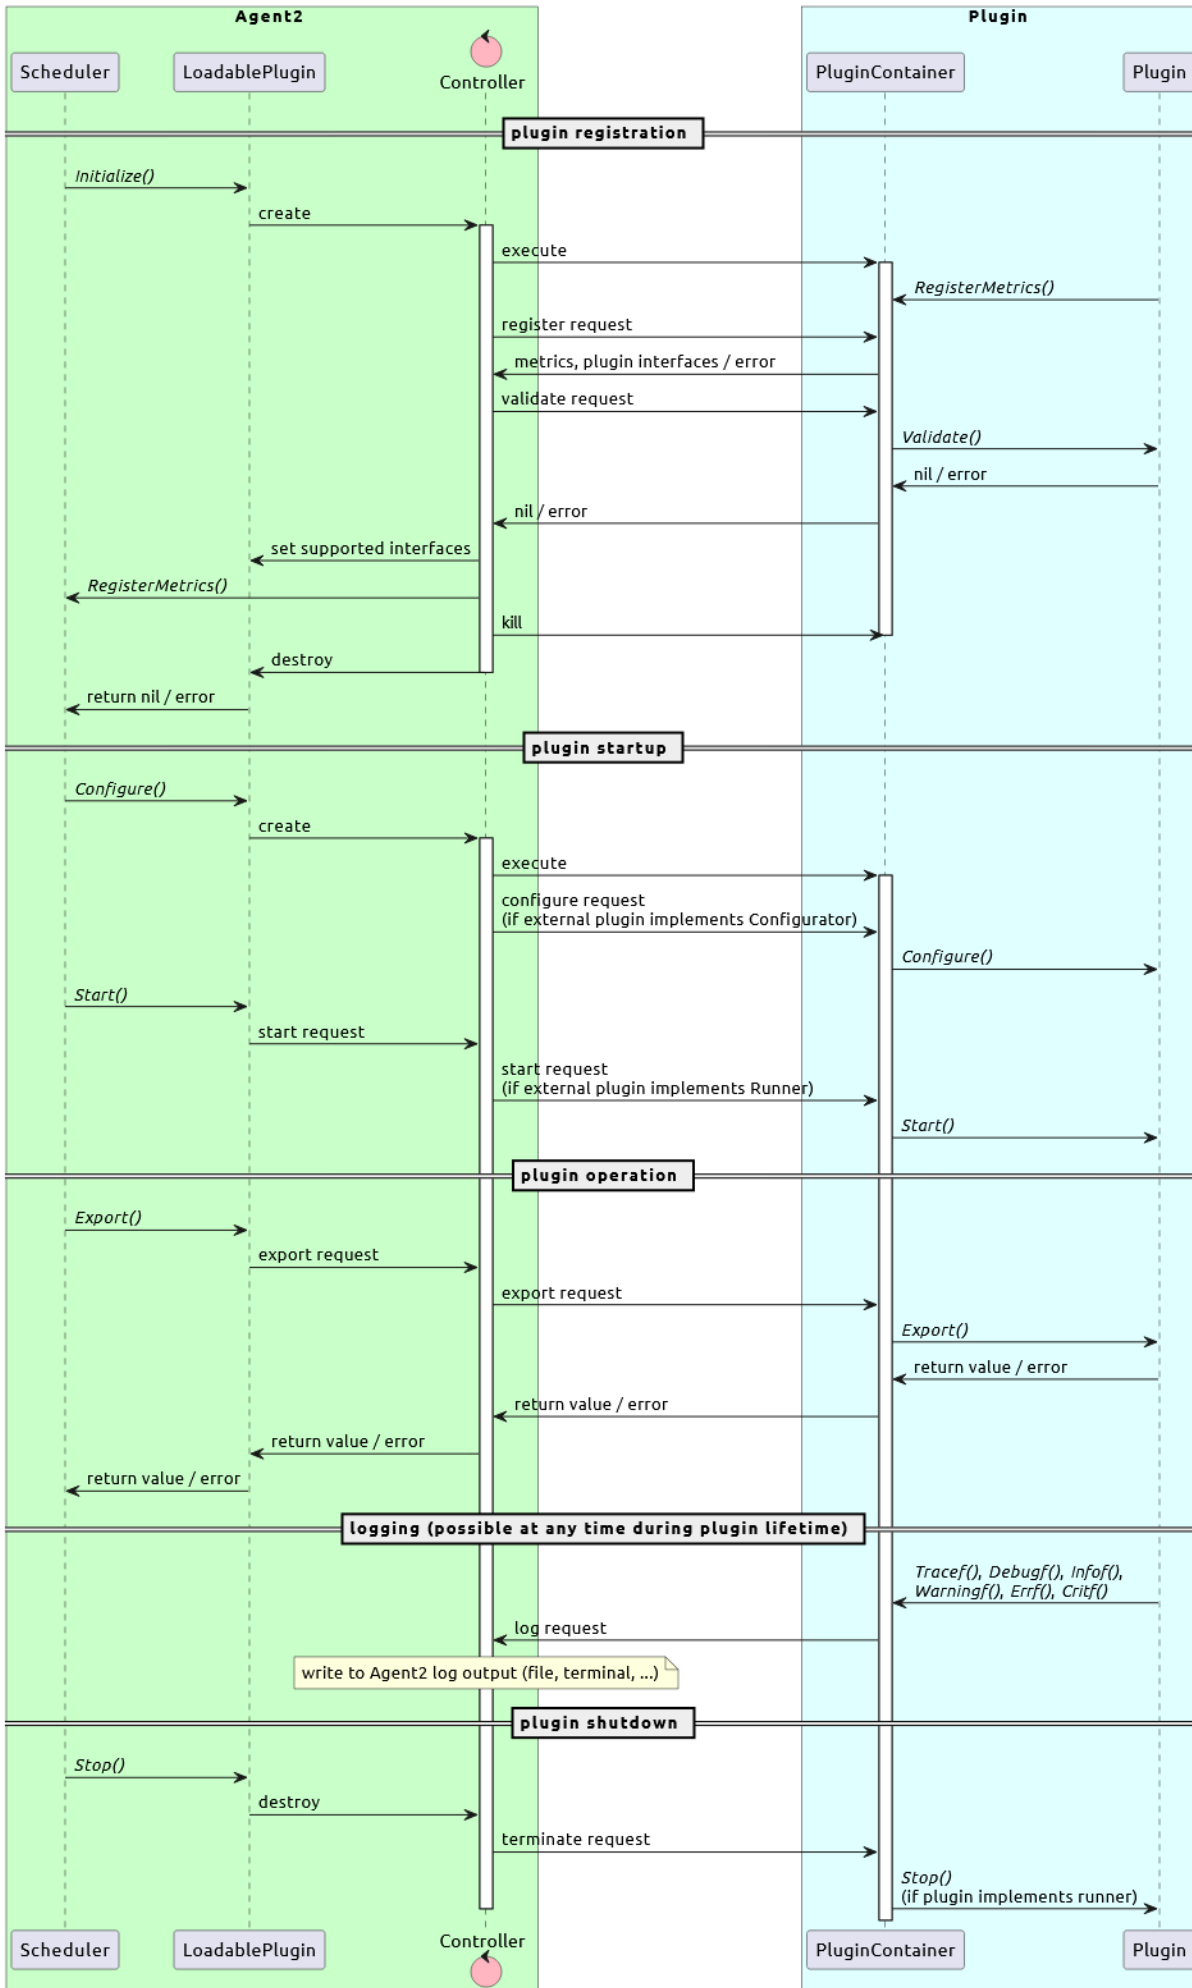 Agent2
Plugin
Scheduler
LoadablePlugin
Controller
PluginContainer
Plugin
plugin registration
Initialize()
create
execute
RegisterMetrics()
register request
metrics, plugin interfaces / error
validate request
Validate()
nil / error
nil / error
set supported interfaces
RegisterMetrics()
kill
destroy
return nil / error
plugin startup
Configure()
create
execute
configure request
(if external plugin implements Configurator)
Configure()
Start()
start request
start request
(if external plugin implements Runner)
Start()
plugin operation
Export()
export request
export request
Export()
return value / error
return value / error
return value / error
return value / error
logging (possible at any time during plugin lifetime)
Tracef(), Debugf(), Infof(),
Warningf(), Errf(), Critf()
log request
write to Agent2 log output (file, terminal, ...)
plugin shutdown
Stop()
destroy
terminate request
Stop()
(if plugin implements runner)
Scheduler
LoadablePlugin
Controller
PluginContainer
Plugin